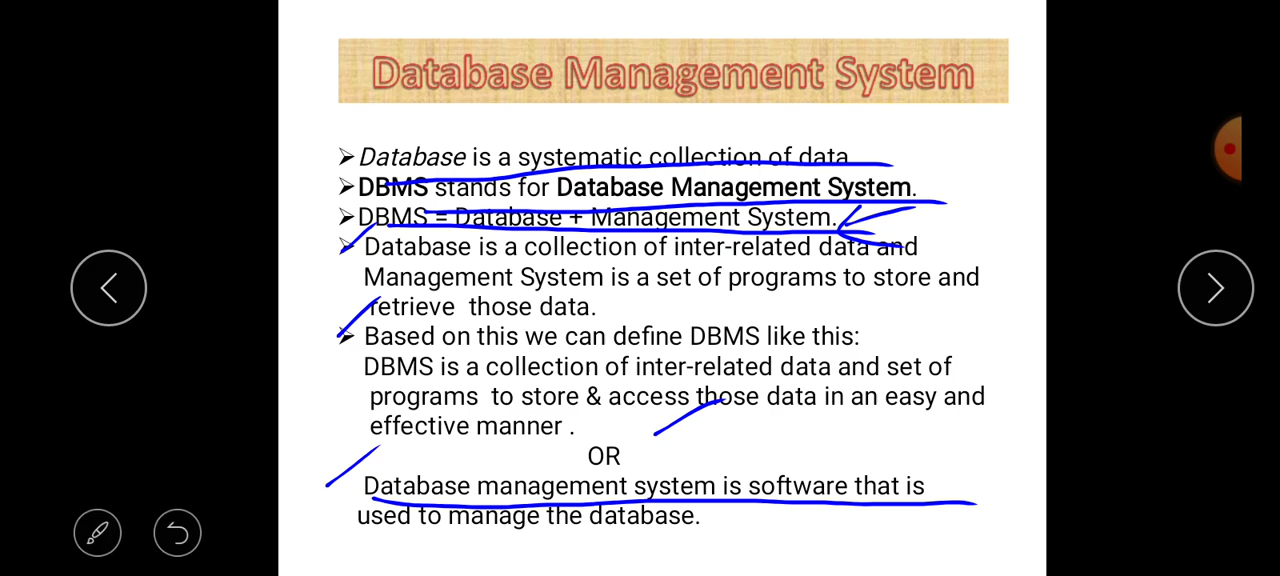 Database Management System
➢Database is a systematic collection of data
➢DBMS stands for Database Management System.
➢DBMS = Database + Management System.
➢ Database is a collection of inter-related data and
Management System is a set of programs to store and
retrieve those data.
➢ Based on this we can define DBMS like this:
DBMS is a collection of inter-related data and set of
programs to store & access those data in an easy and
effective manner .
OR
Database management system is software that is
used to manage the database.